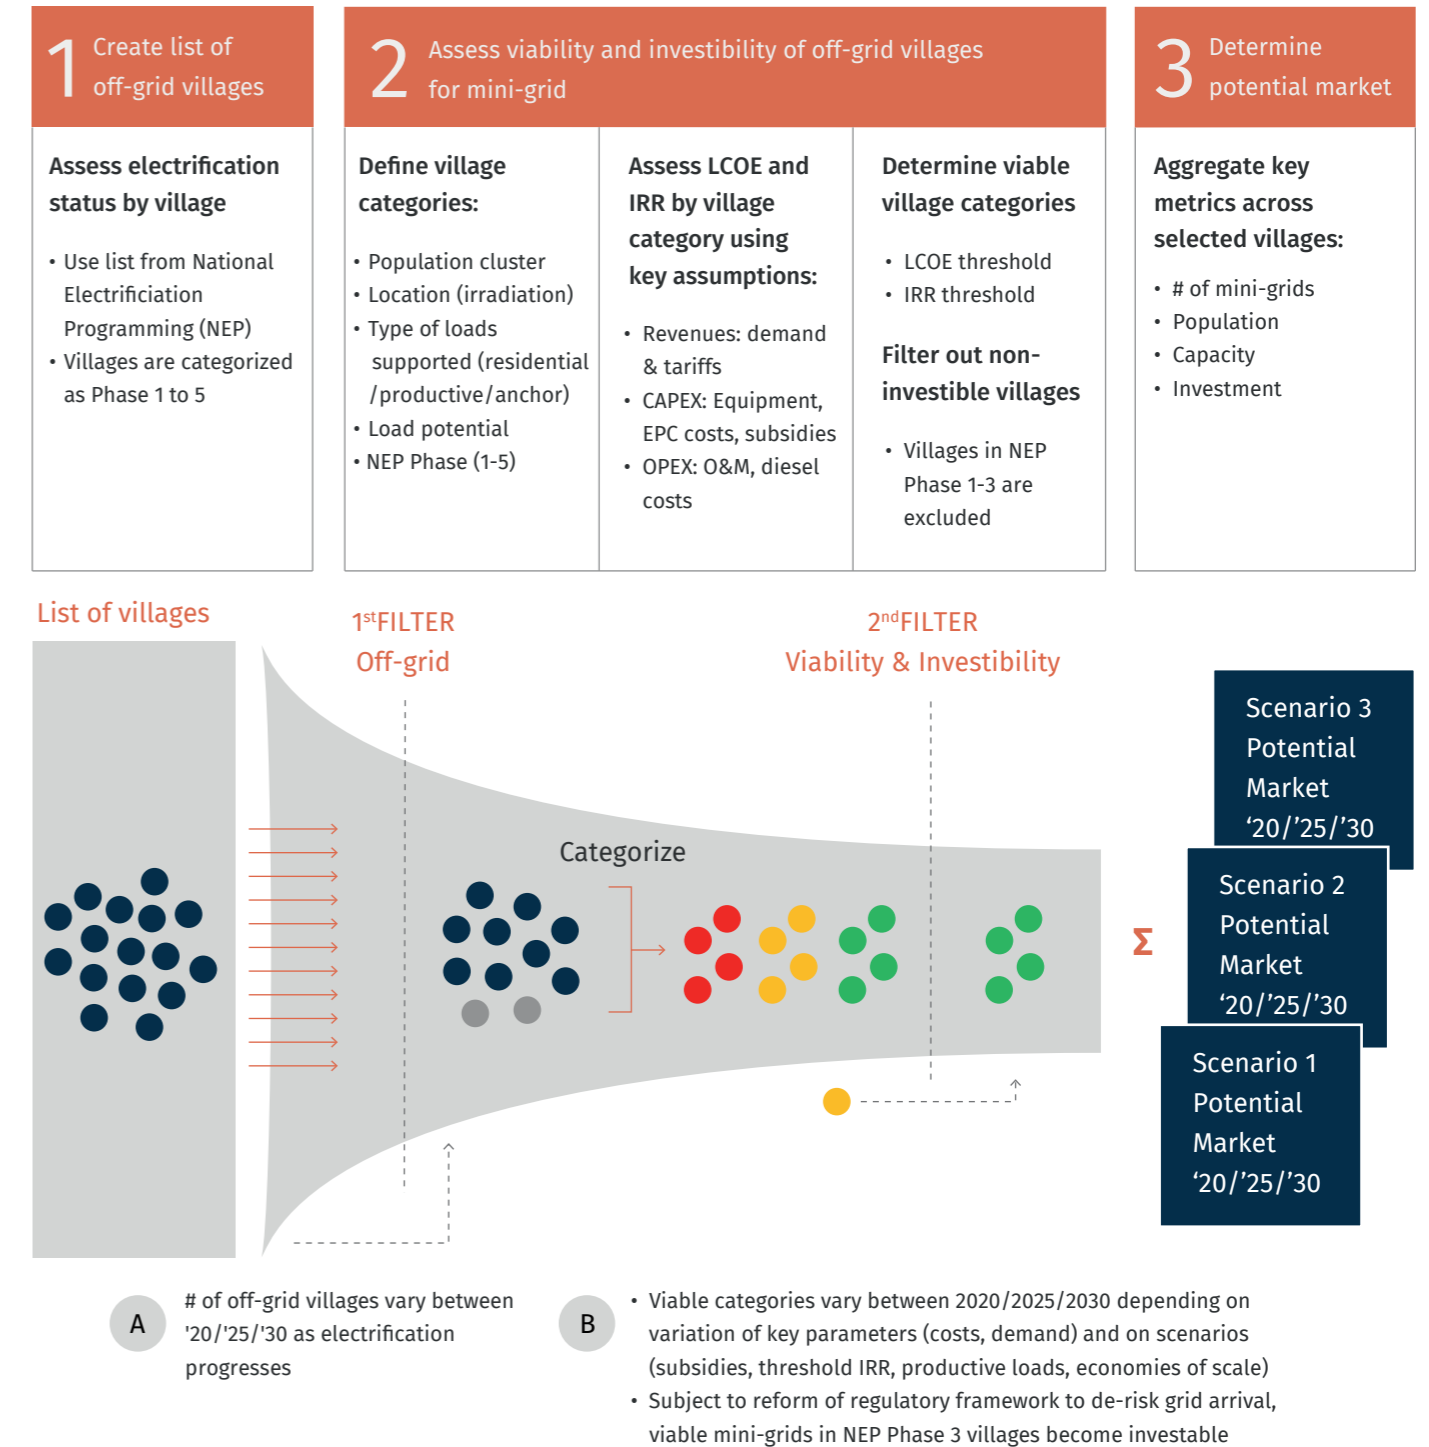 1 Create list of
off-grid villages
2 Assess viability and investibility of off-grid villages
for mini-grid
3 Determine
potential market
Assess electrification
status by village
• Use list from National
Electrificiation
Programming (NEP)
• Villages are categorized
as Phase 1 to 5
Define village
categories:
• Population cluster
• Location (irradiation)
• Type of loads
supported (residential
/productive/anchor)
• Load potential
• NEP Phase (1-5)
Assess LCOE and
IRR by village
category using
key assumptions:
• Revenues: demand
& tariffs
• CAPEX: Equipment,
EPC costs, subsidies
• OPEX: O&M, diesel
costs
Determine viable
village categories
• LCOE threshold
• IRR threshold
Filter out non-
investible villages
• Villages in NEP
Phase 1-3 are
excluded
Aggregate key
metrics across
selected villages:
• # of mini-grids
• Population
• Capacity
• Investment
List of villages
1stFILTER
Off-grid
2ndFILTER
Viability & Investibility
Categorize
Σ
Scenario 3
Potential
Market
‘20/’25/’30
Scenario 2
Potential
Market
‘20/’25/’30
Scenario 1
Potential
Market
‘20/’25/’30
A
# of off-grid villages vary between
'20/'25/'30 as electrification
progresses
B
• Viable categories vary between 2020/2025/2030 depending on
variation of key parameters (costs, demand) and on scenarios
(subsidies, threshold IRR, productive loads, economies of scale)
• Subject to reform of regulatory framework to de-risk grid arrival,
viable mini-grids in NEP Phase 3 villages become investable